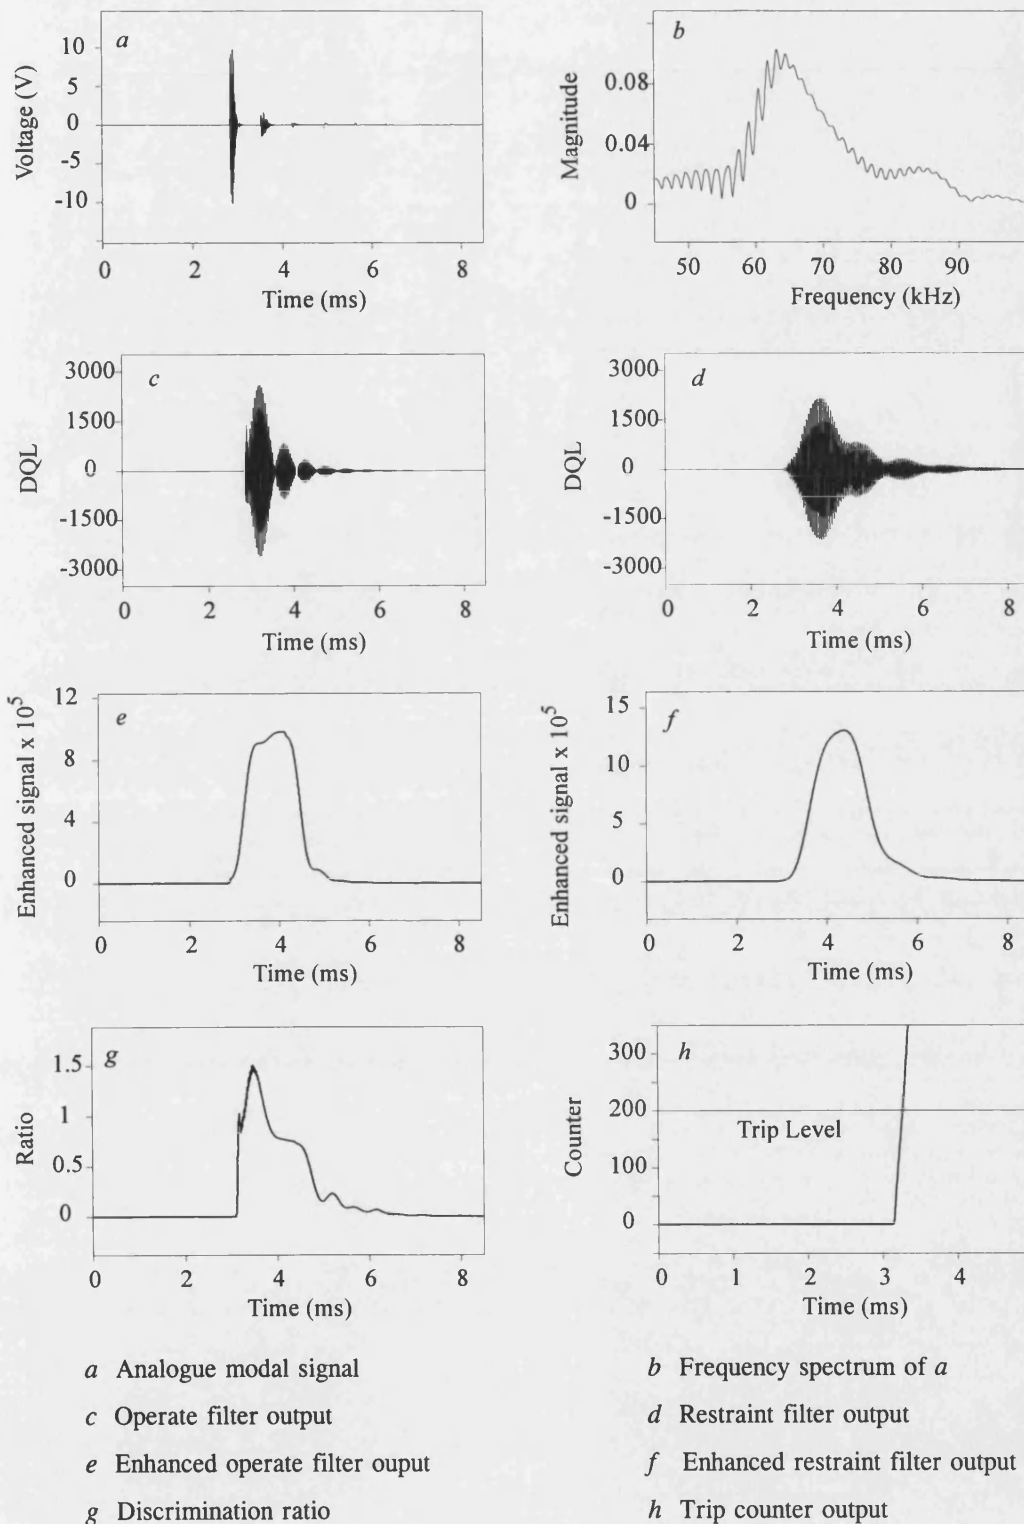 a
10
5
0
-5
-10
Voltage (V)
0 2 4 6 8
Time (ms)
b
0.08
0.04
0
Magnitude
50 60 70 80 90
Frequency (kHz)
c
3000
1500
0
-1500
-3000
DQL
0 2 4 6 8
Time (ms)
d
3000
1500
0
-1500
-3000
DQL
0 2 4 6 8
Time (ms)
e
12
8
4
0
Enhanced signal x 10⁵
0 2 4 6 8
Time (ms)
f
15
10
5
0
Enhanced signal x 10⁵
0 2 4 6 8
Time (ms)
g
1.5
1
0.5
0
Ratio
0 2 4 6 8
Time (ms)
h
300
200
Trip Level
100
0
Counter
0 1 2 3 4
Time (ms)
a Analogue modal signal
b Frequency spectrum of a
c Operate filter output
d Restraint filter output
e Enhanced operate filter ouput
f Enhanced restraint filter output
g Discrimination ratio
h Trip counter output